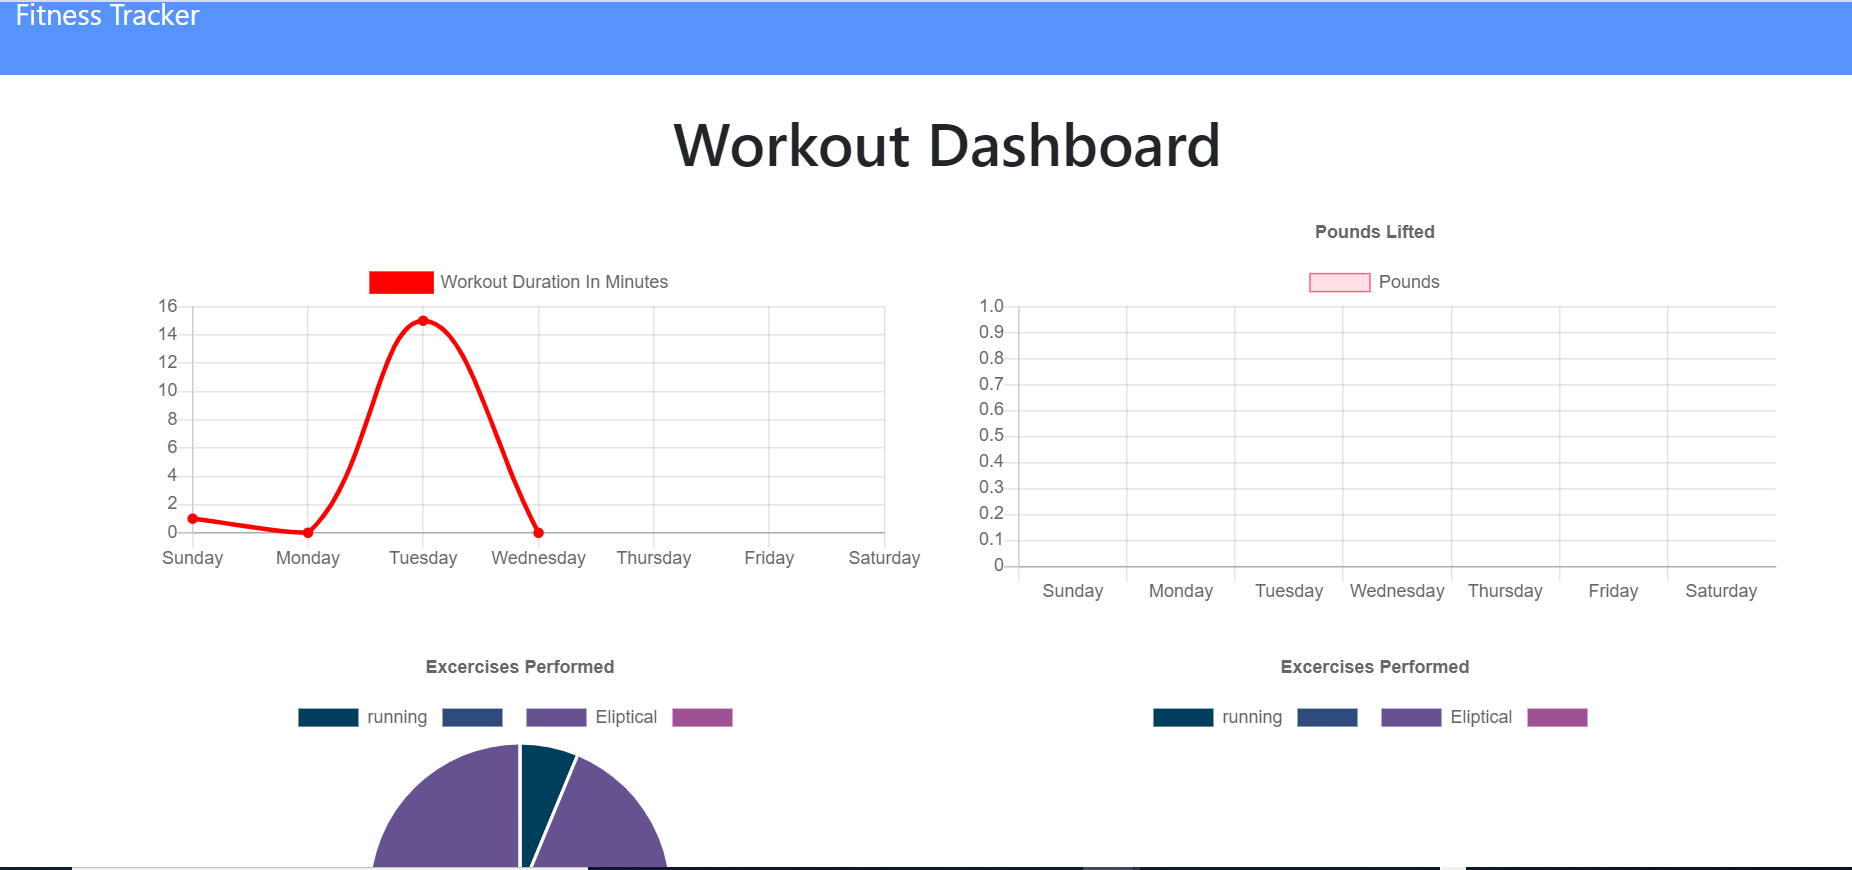 Fitness Tracker
Workout Dashboard
Workout Duration In Minutes
16
14
12
10
8
6
4
2
0
Sunday Monday Tuesday Wednesday Thursday Friday Saturday
Pounds Lifted
Pounds
1.0
0.9
0.8
0.7
0.6
0.5
0.4
0.3
0.2
0.1
0
Sunday Monday Tuesday Wednesday Thursday Friday Saturday
Excercises Performed
running Eliptical
Excercises Performed
running Eliptical